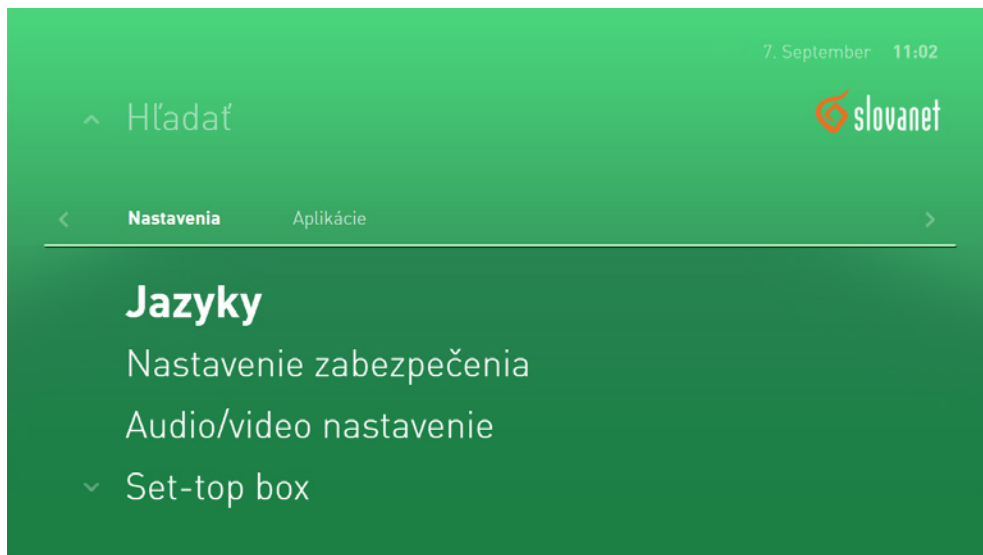 7. September 11:02
Hľadať
slovanet
Nastavenia Aplikácie
Jazyky
Nastavenie zabezpečenia
Audio/video nastavenie
Set-top box